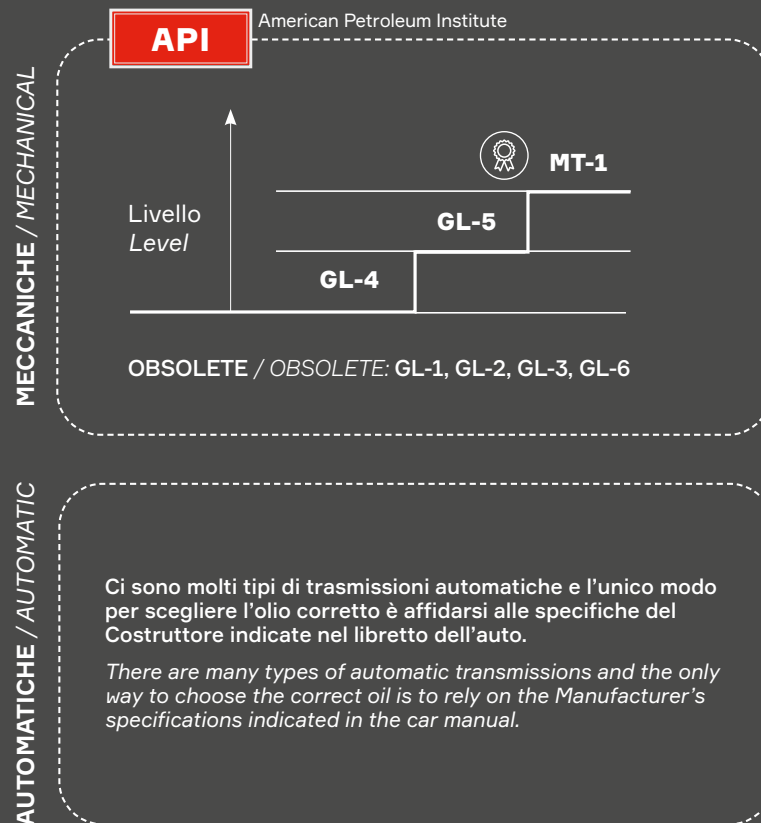 API
American Petroleum Institute
MECCANICHE / MECHANICAL
Livello
Level
MT-1
GL-5
GL-4
OBSOLETE / OBSOLETE: GL-1, GL-2, GL-3, GL-6
AUTOMATICHE / AUTOMATIC
Ci sono molti tipi di trasmissioni automatiche e l’unico modo
per scegliere l’olio corretto è affidarsi alle specifiche del
Costruttore indicate nel libretto dell’auto.
There are many types of automatic transmissions and the only
way to choose the correct oil is to rely on the Manufacturer’s
specifications indicated in the car manual.